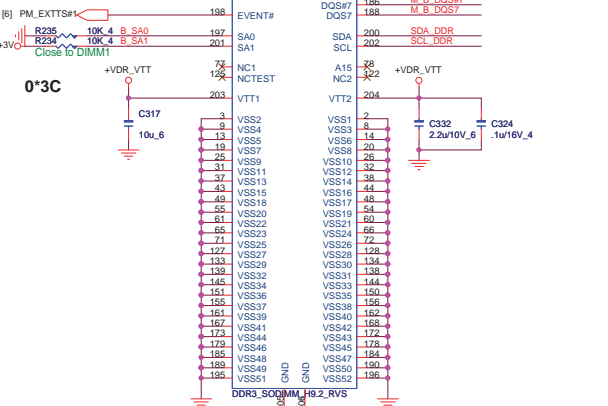 186 M_B_DQS#7
DQS#7
[6] PM_EXTTS#1 198 EVENT# DQS7 188 M_B_DQS7
R235 10K_4 B_SA0 197 SA0 SDA 200 SDA_DDR
+3V R234 10K_4 B_SA1 201 SA1 SCL 202 SCL_DDR
Close to DIMM1
77 NC1 A15 78
+VDR_VTT 125 NCTEST NC2 122 +VDR_VTT
0*3C
203 VTT1 VTT2 204
C317 C332 C324
10u_6 2.2u/10V_6 .1u/16V_4
3 VSS2 VSS1 2
9 VSS4 VSS3 8
13 VSS5 VSS6 14
19 VSS7 VSS8 20
25 VSS9 VSS10 26
31 VSS11 VSS12 32
37 VSS13 VSS14 38
43 VSS15 VSS16 44
49 VSS18 VSS17 48
55 VSS20 VSS19 54
61 VSS22 VSS21 60
65 VSS23 VSS24 66
71 VSS25 VSS26 72
127 VSS27 VSS28 128
133 VSS29 VSS30 134
139 VSS32 VSS31 138
145 VSS34 VSS33 144
151 VSS36 VSS35 150
155 VSS37 VSS38 156
161 VSS39 VSS40 162
167 VSS41 VSS42 168
173 VSS44 VSS43 172
179 VSS46 VSS45 178
185 VSS48 VSS47 184
189 VSS49 VSS50 190
195 VSS51 VSS52 196
GND GND
DDR3_SODIMM_H9.2_RVS